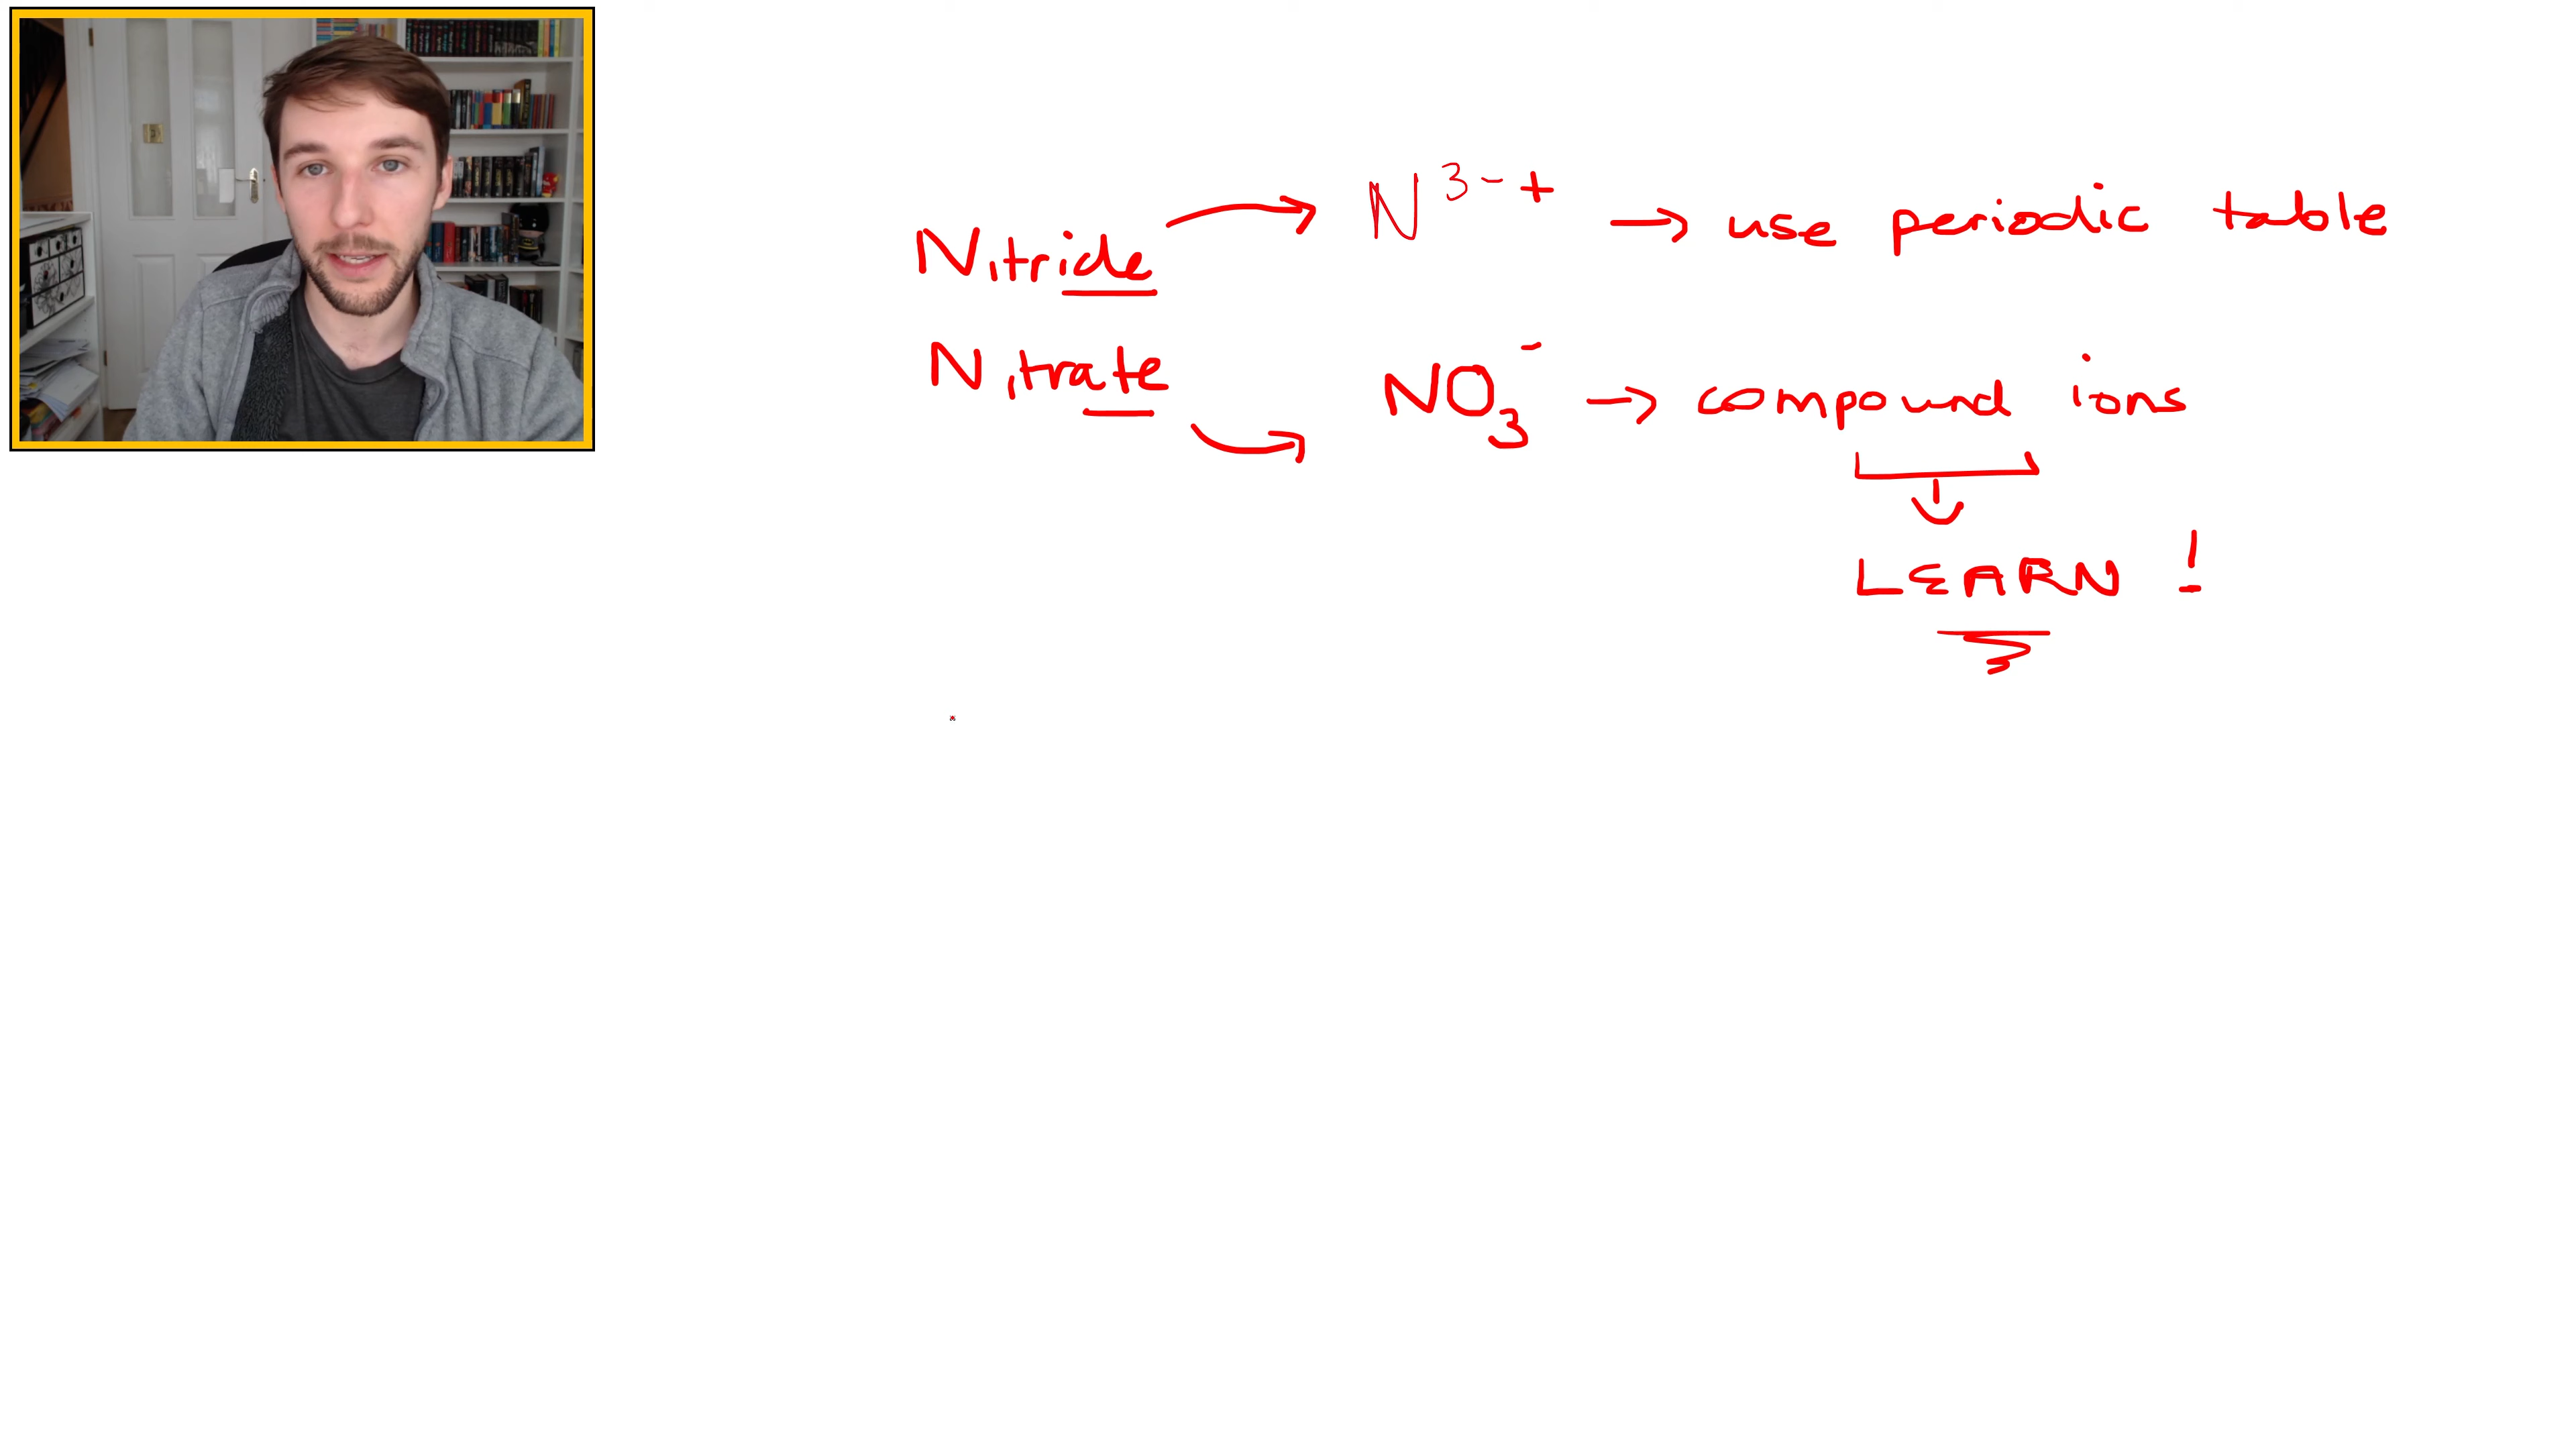 Nitride → N³⁻ + → use periodic table
Nitrate → NO₃⁻ → compound ions
LEARN !